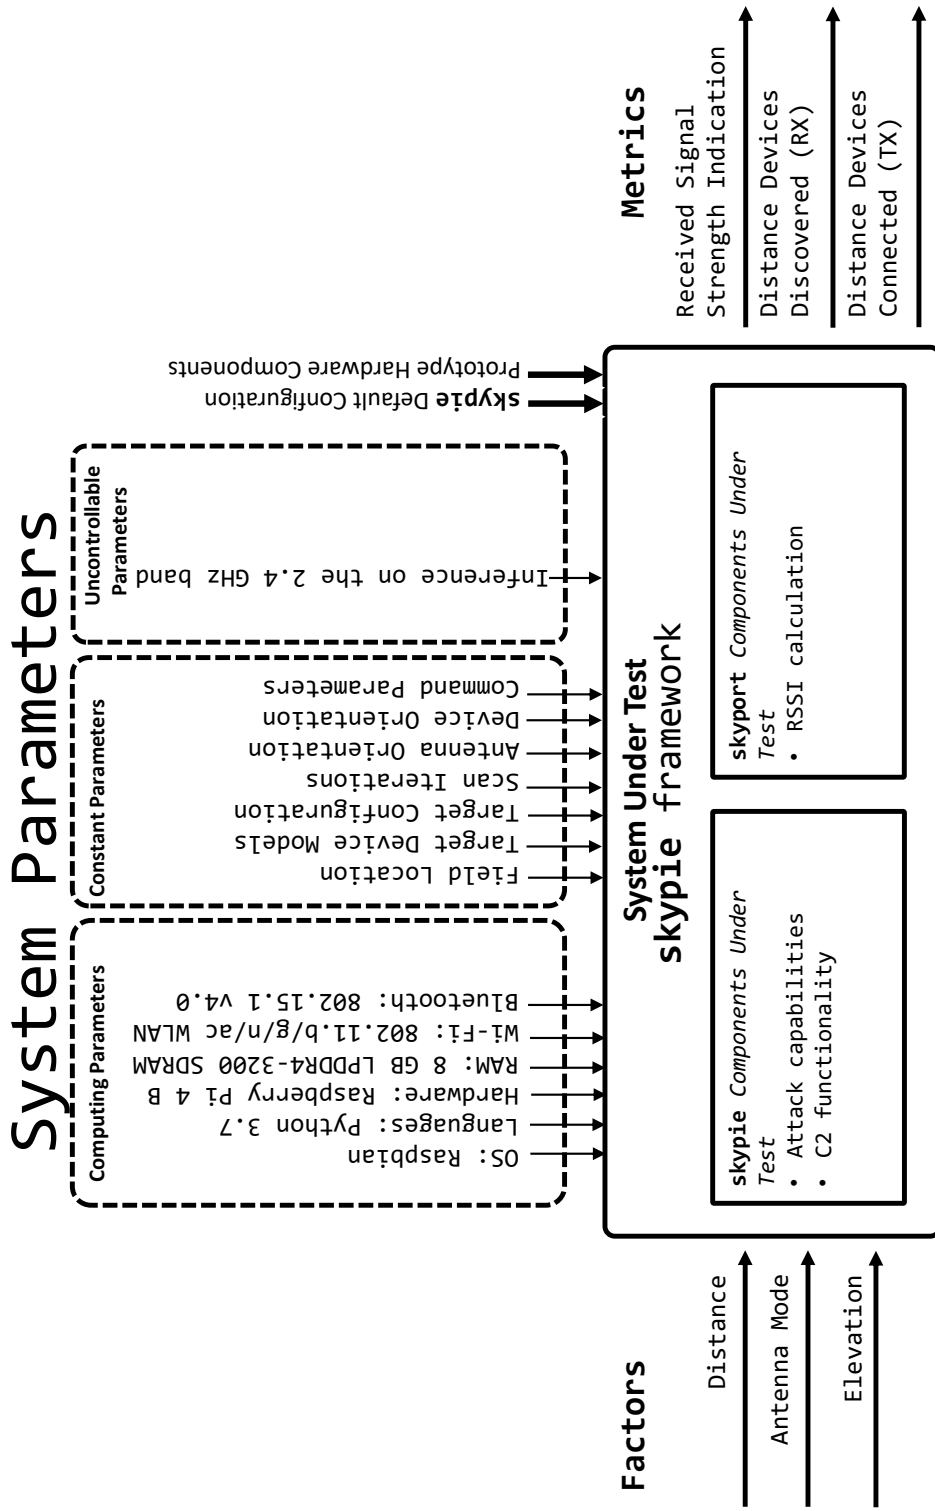 System Parameters
Computing Parameters
OS: Raspbian
Languages: Python 3.7
Hardware: Raspberry Pi 4 B
RAM: 8 GB LPDDR4-3200 SDRAM
Wi-Fi: 802.11.b/g/n/ac WLAN
Bluetooth: 802.15.1 v4.0
Constant Parameters
Field Location
Target Device Models
Target Configuration
Scan Iterations
Antenna Orientation
Device Orientation
Command Parameters
Uncontrollable
Parameters
Inference on the 2.4 GHz band
skypie Default Configuration
Prototype Hardware Components
Factors
Distance
Antenna Mode
Elevation
System Under Test
skypie framework
skypie Components Under
Test
• Attack capabilities
• C2 functionality
skyport Components Under
Test
• RSSI calculation
Metrics
Received Signal
Strength Indication
Distance Devices
Discovered (RX)
Distance Devices
Connected (TX)